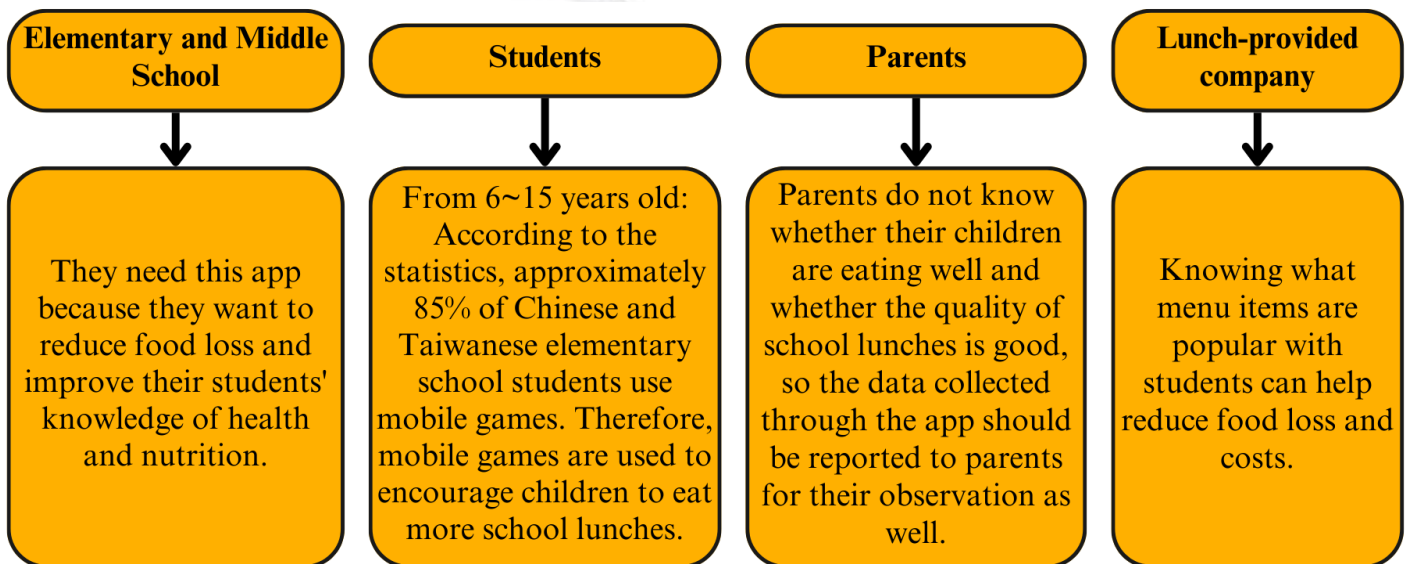 Elementary and Middle
School
Students
Parents
Lunch-provided
company
They need this app
because they want to
reduce food loss and
improve their students'
knowledge of health
and nutrition.
From 6~15 years old:
According to the
statistics, approximately
85% of Chinese and
Taiwanese elementary
school students use
mobile games. Therefore,
mobile games are used to
encourage children to eat
more school lunches.
Parents do not know
whether their children
are eating well and
whether the quality of
school lunches is good,
so the data collected
through the app should
be reported to parents
for their observation as
well.
Knowing what
menu items are
popular with
students can help
reduce food loss and
costs.